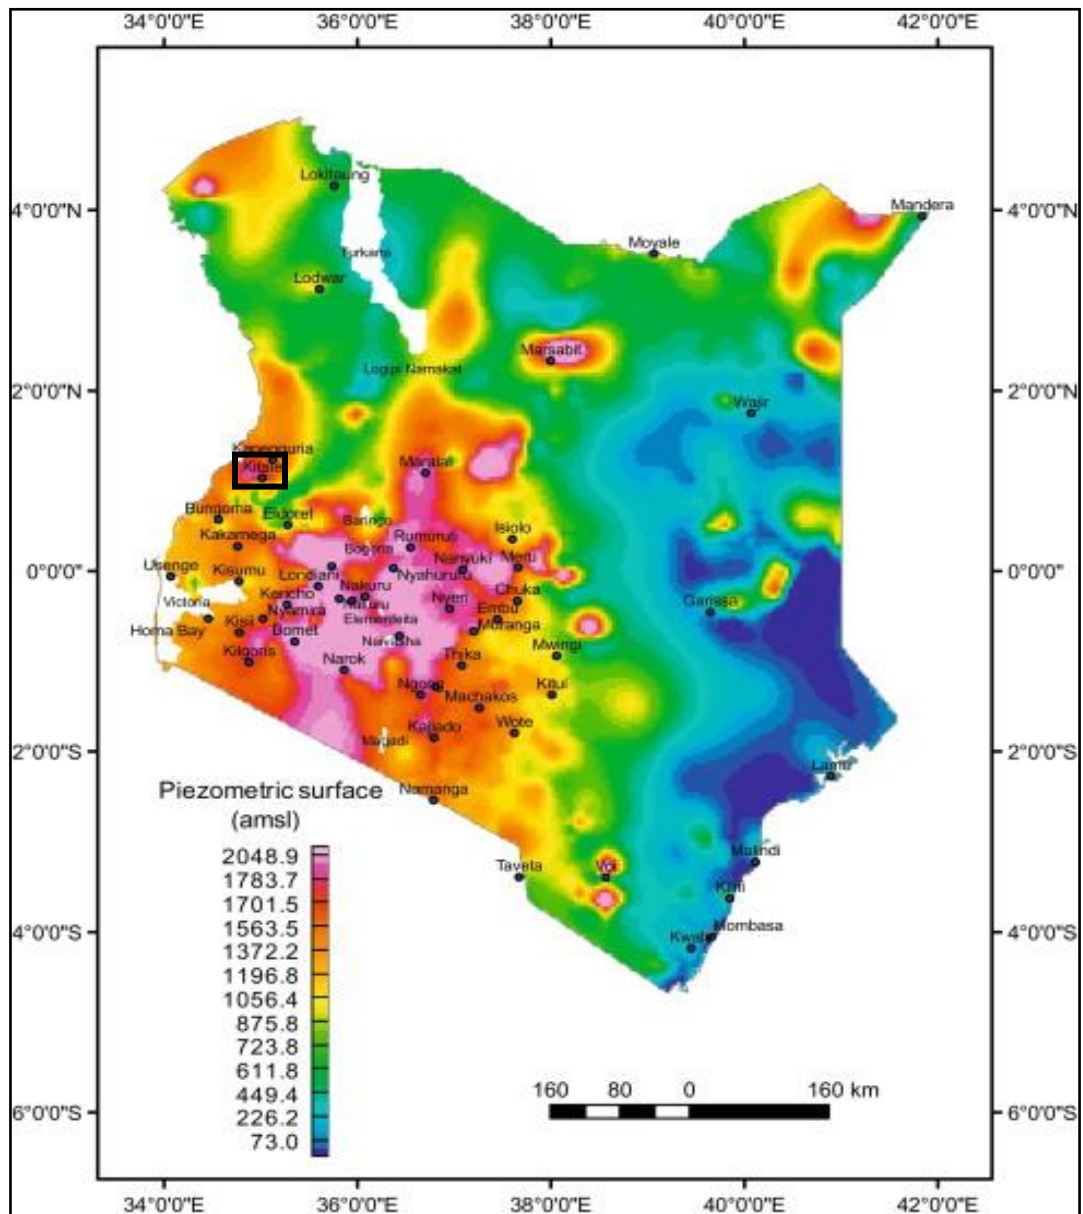 34°0'0"E 36°0'0"E 38°0'0"E 40°0'0"E 42°0'0"E
Lokitaung
4°0'0"N Mandera 4°0'0"N
Moyale
Turkana
Lodwar
Marsabit
Logipi Namakat
2°0'0"N 2°0'0"N
Wajir
Kapenguria
Maralal
Kitale
Bungoma Eldoret Baringo Isiolo
Kakamega Rumuruti
Bogoria Nanyuki Meru
Usenge Kisumu 0°0'0" 0°0'0"
Londiani Nakuru Nyahururu
Kericho Chuka
Victoria Nyamira Nyeri Embu Garissa
Elementeita
Homa Bay Kisii Bomet Naivasha Muranga
Kilgoris Narok Thika Mwingi
Ngong Machakos Kitui
Kajiado Wote
Magadi
2°0'0"S 2°0'0"S
Lamu
Namanga
Piezometric surface
(amsl)
2048.9
1783.7
1701.5
1563.5
1372.2
1196.8
1056.4
875.8
723.8
611.8
449.4
226.2
73.0
Malindi
Taveta Voi
Kilifi
4°0'0"S Kwale Mombasa 4°0'0"S
160 80 0 160 km
6°0'0"S 6°0'0"S
34°0'0"E 36°0'0"E 38°0'0"E 40°0'0"E 42°0'0"E